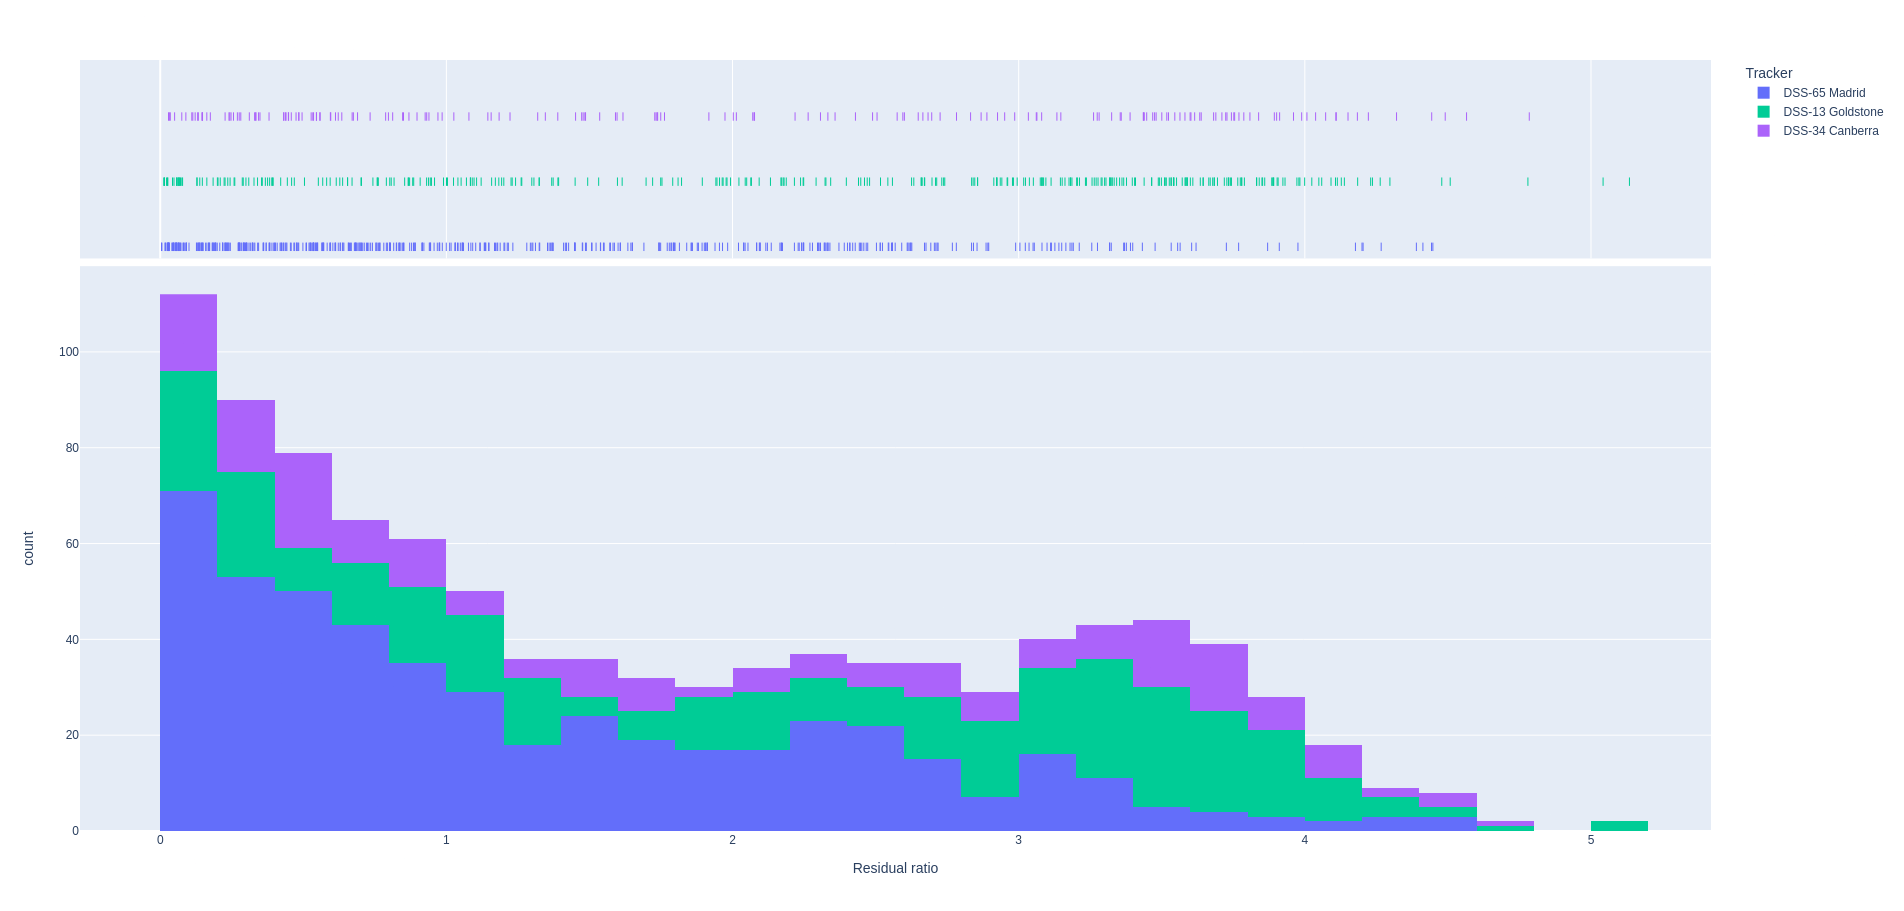 Tracker
DSS-65 Madrid
DSS-13 Goldstone
DSS-34 Canberra
100
80
60
40
20
0
count
0 1 2 3 4 5
Residual ratio